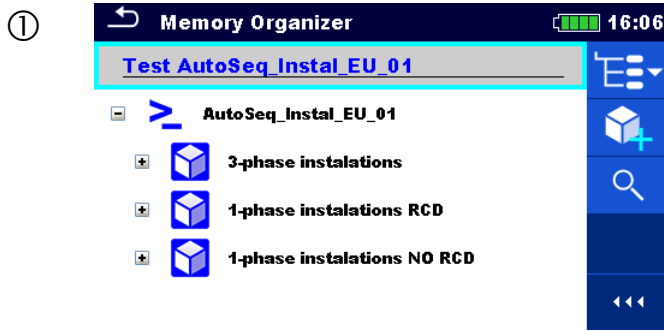 ①
Memory Organizer 16:06
Test AutoSeq_Instal_EU_01
AutoSeq_Instal_EU_01
3-phase instalations
1-phase instalations RCD
1-phase instalations NO RCD